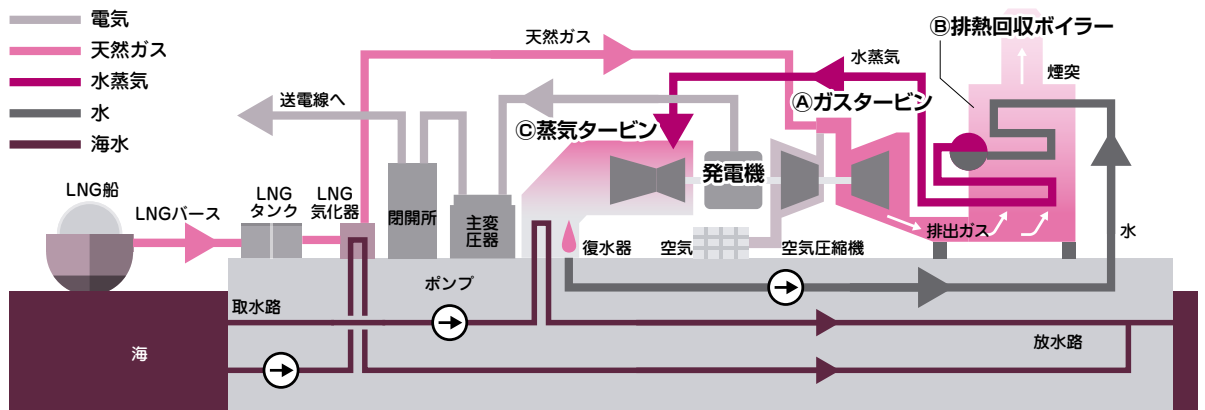 電気
天然ガス
水蒸気
水
海水
天然ガス
Ⓑ排熱回収ボイラー
水蒸気
煙突
送電線へ
Ⓐガスタービン
Ⓒ蒸気タービン
発電機
LNG船
LNGバース
LNG
タンク
LNG
気化器
閉開所
主変
圧器
復水器
空気
空気圧縮機
排出ガス
水
ポンプ
取水路
海
放水路